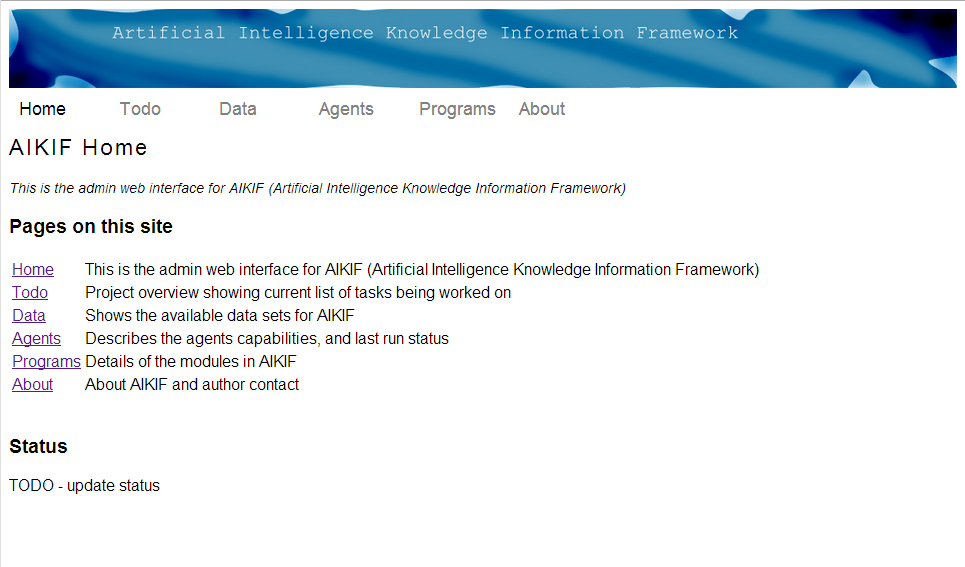 Artificial Intelligence Knowledge Information Framework
Home Todo Data Agents Programs About
AIKIF Home
This is the admin web interface for AIKIF (Artificial Intelligence Knowledge Information Framework)
Pages on this site
Home This is the admin web interface for AIKIF (Artificial Intelligence Knowledge Information Framework)
Todo Project overview showing current list of tasks being worked on
Data Shows the available data sets for AIKIF
Agents Describes the agents capabilities, and last run status
Programs Details of the modules in AIKIF
About About AIKIF and author contact
Status
TODO - update status